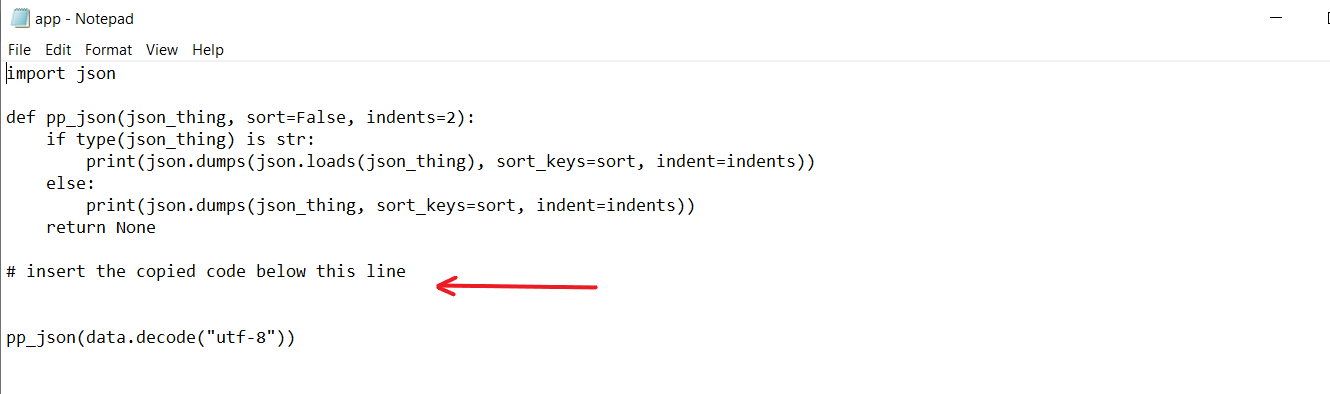 app - Notepad
File Edit Format View Help
import json
def pp_json(json_thing, sort=False, indents=2):
    if type(json_thing) is str:
        print(json.dumps(json.loads(json_thing), sort_keys=sort, indent=indents))
    else:
        print(json.dumps(json_thing, sort_keys=sort, indent=indents))
    return None
# insert the copied code below this line
pp_json(data.decode("utf-8"))